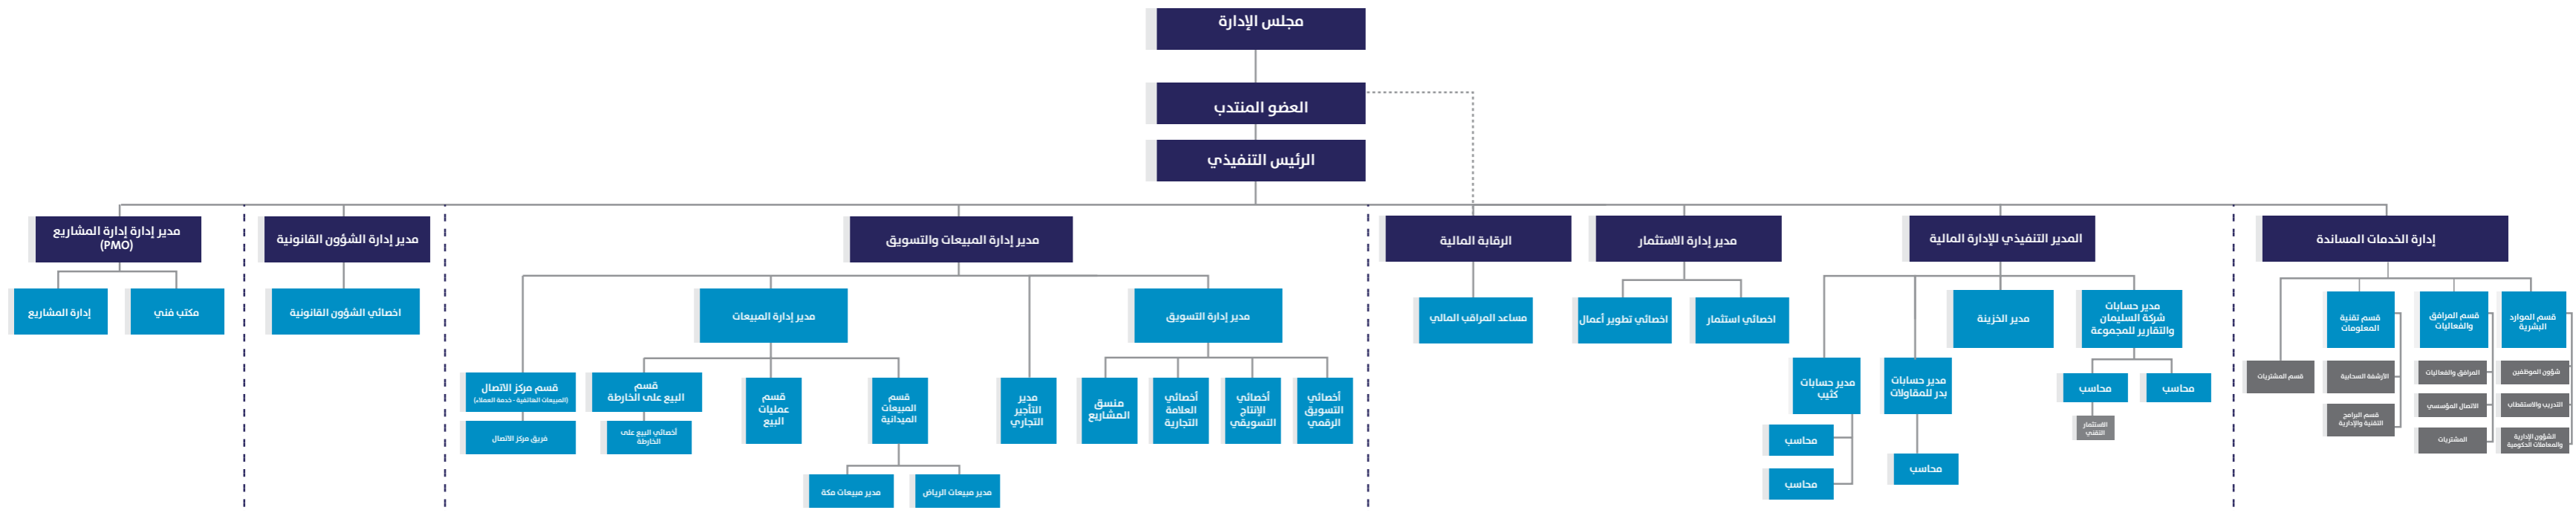 مجلس الإدارة
العضو المنتدب
الرئيس التنفيذي
إدارة الخدمات المساندة
المدير التنفيذي للإدارة المالية
مدير إدارة الاستثمار
الرقابة المالية
مدير إدارة المبيعات والتسويق
مدير إدارة الشؤون القانونية
مدير إدارة إدارة المشاريع
(PMO)
قسم الموارد
البشرية
قسم المرافق
والفعاليات
قسم تقنية
المعلومات
قسم المشتريات
شؤون الموظفين
التدريب والاستقطاب
الشؤون الإدارية
والمعاملات الحكومية
المرافق والفعاليات
الاتصال المؤسسي
المشتريات
الأرشفة السحابية
قسم البرامج
التقنية والإدارية
مدير حسابات
شركة السليمان
والتقارير للمجموعة
مدير الخزينة
مدير حسابات
بدر للمقاولات
مدير حسابات
كثيب
محاسب
محاسب
الاستثمار
التقني
محاسب
محاسب
محاسب
اخصائي استثمار
اخصائي تطوير أعمال
مساعد المراقب المالي
مدير إدارة التسويق
مدير إدارة المبيعات
أخصائي
التسويق
الرقمي
أخصائي
الإنتاج
التسويقي
أخصائي
العلامة
التجارية
منسق
المشاريع
مدير
التأجير
التجاري
قسم
المبيعات
الميدانية
قسم
عمليات
البيع
قسم
البيع على الخارطة
قسم مركز الاتصال
(المبيعات الهاتفية - خدمة العملاء)
أخصائي البيع على
الخارطة
فريق مركز الاتصال
مدير مبيعات الرياض
مدير مبيعات مكة
اخصائي الشؤون القانونية
مكتب فني
إدارة المشاريع